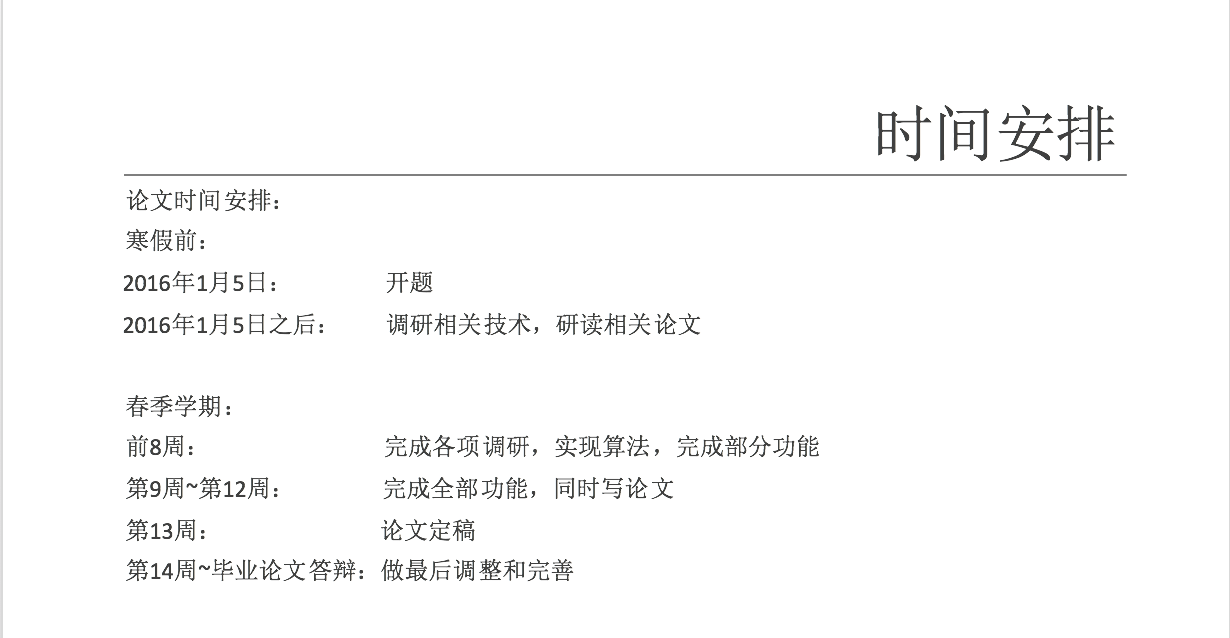 时间安排
论文时间安排：
寒假前：
2016年1月5日： 开题
2016年1月5日之后： 调研相关技术，研读相关论文
春季学期：
前8周： 完成各项调研，实现算法，完成部分功能
第9周~第12周： 完成全部功能，同时写论文
第13周： 论文定稿
第14周~毕业论文答辩：做最后调整和完善